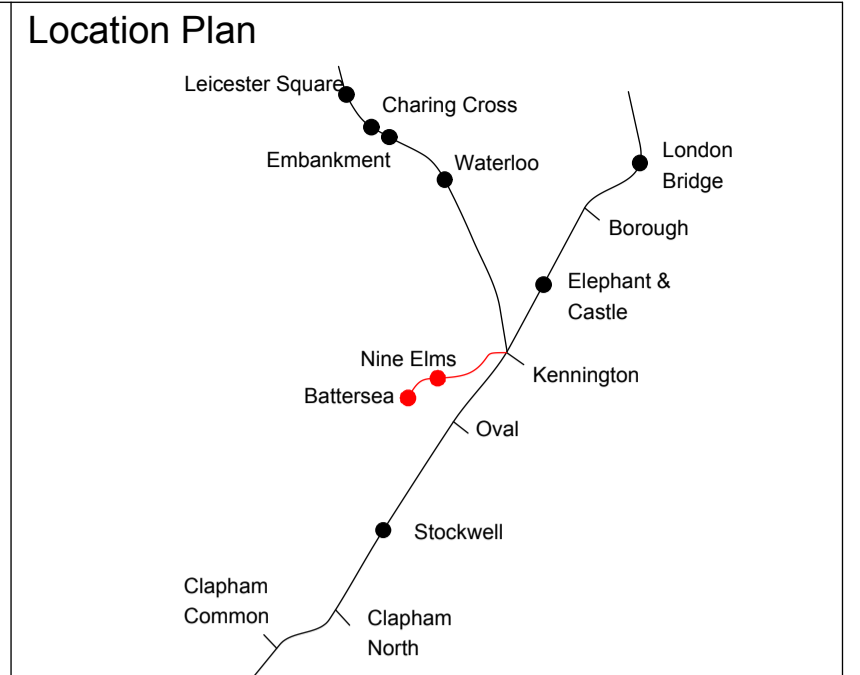 Location Plan
Leicester Square
Charing Cross
Embankment
Waterloo
London
Bridge
Borough
Elephant &
Castle
Nine Elms
Kennington
Battersea
Oval
Stockwell
Clapham
Common
Clapham
North